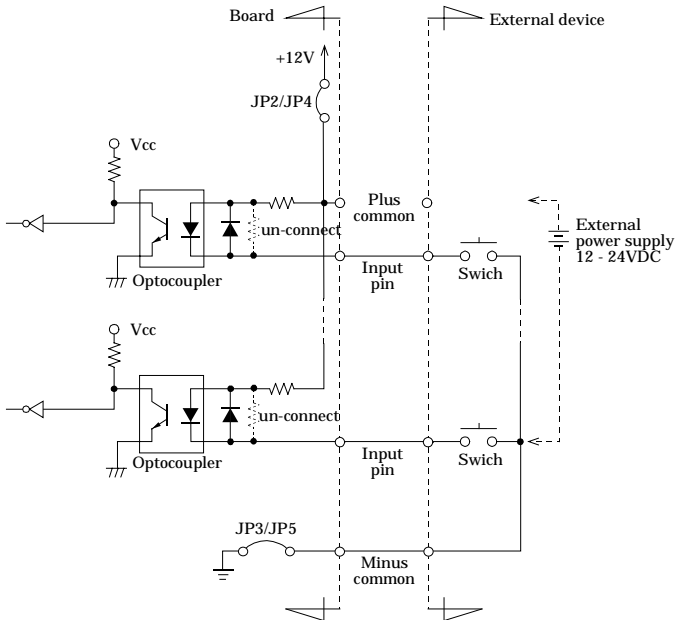 Board
External device
+12V
JP2/JP4
Vcc
Plus
common
un-connect
External
power supply
12 - 24VDC
Optocoupler
Input
pin
Swich
Vcc
un-connect
Optocoupler
Input
pin
Swich
JP3/JP5
Minus
common